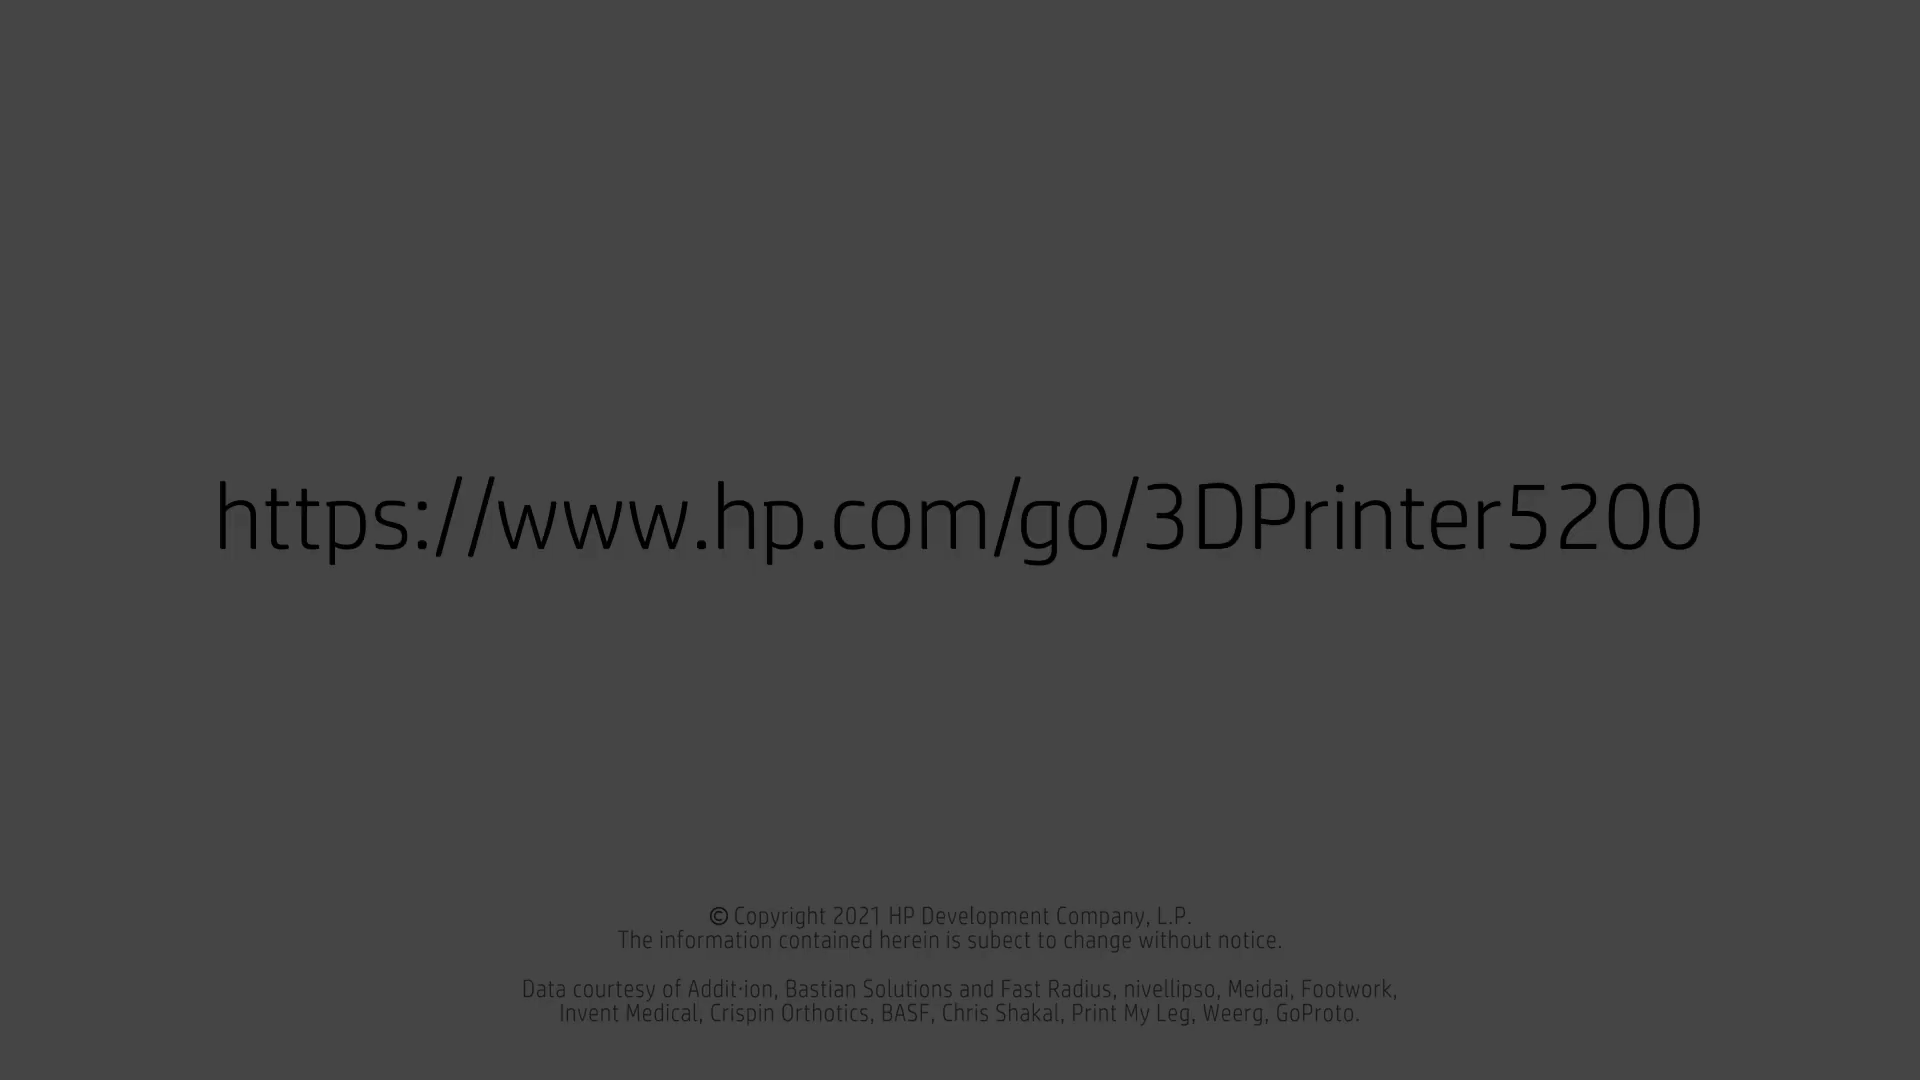 https://www.hp.com/go/3DPrinter5200
© Copyright 2021 HP Development Company, L.P.
The information contained herein is subect to change without notice.
Data courtesy of Addit·ion, Bastian Solutions and Fast Radius, nivellipso, Meidai, Footwork,
Invent Medical, Crispin Orthotics, BASF, Chris Shakal, Print My Leg, Weerg, GoProto.